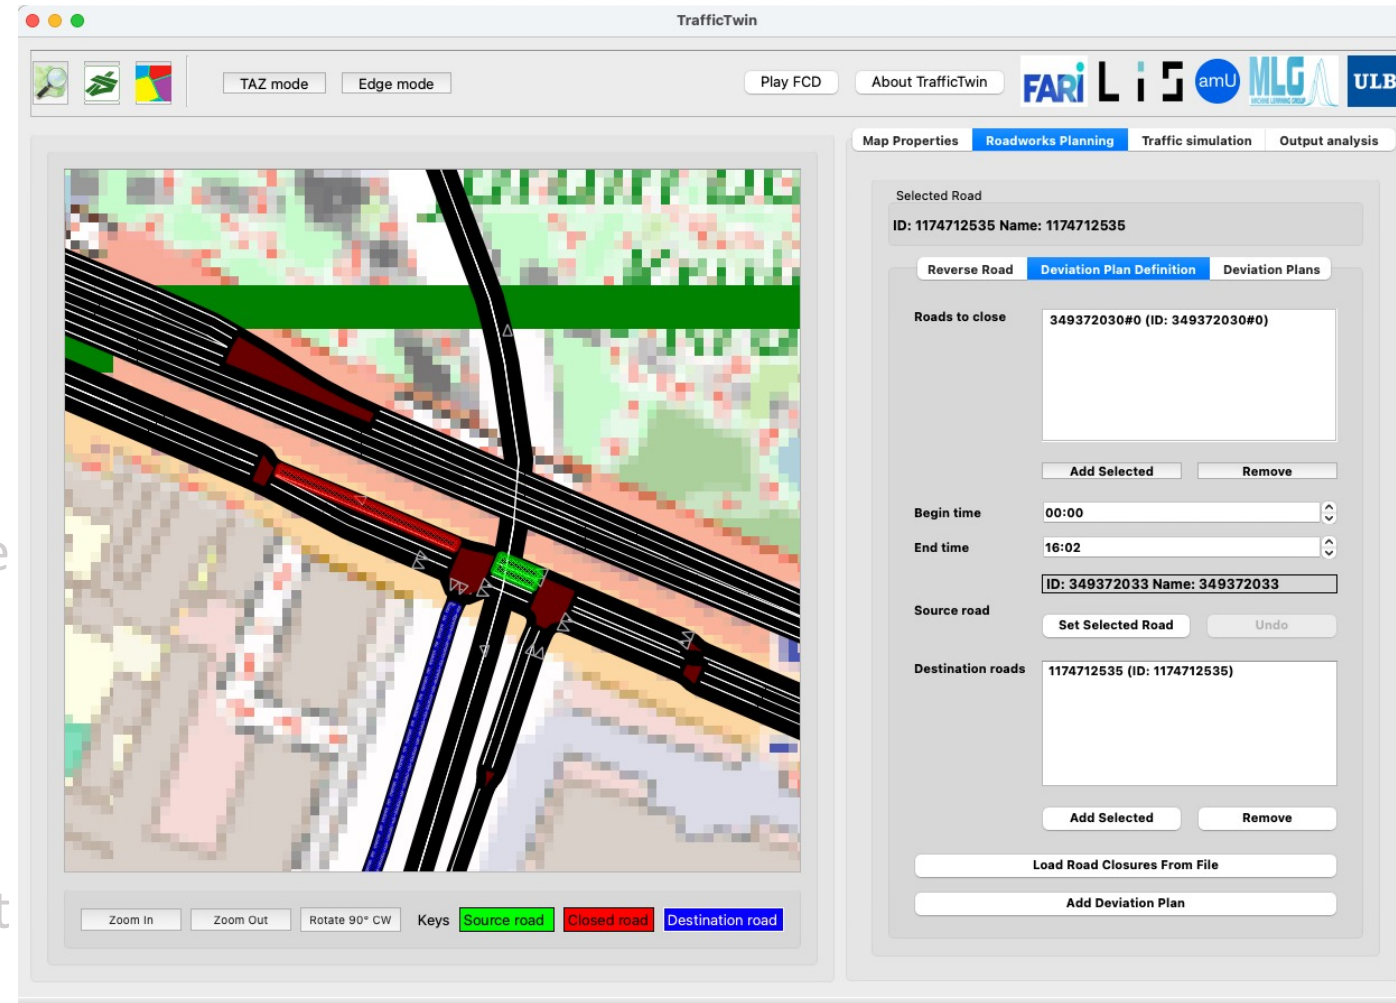 TrafficTwin
TAZ mode
Edge mode
Play FCD
About TrafficTwin
FARI
LiS
amU
MLG
ULB
Map Properties
Roadworks Planning
Traffic simulation
Output analysis
Selected Road
ID: 1174712535 Name: 1174712535
Reverse Road
Deviation Plan Definition
Deviation Plans
Roads to close
349372030#0 (ID: 349372030#0)
Add Selected
Remove
Begin time
00:00
End time
16:02
ID: 349372033 Name: 349372033
Source road
Set Selected Road
Undo
Destination roads
1174712535 (ID: 1174712535)
Add Selected
Remove
Load Road Closures From File
Add Deviation Plan
Zoom In
Zoom Out
Rotate 90° CW
Keys
Source road
Closed road
Destination road
e
t